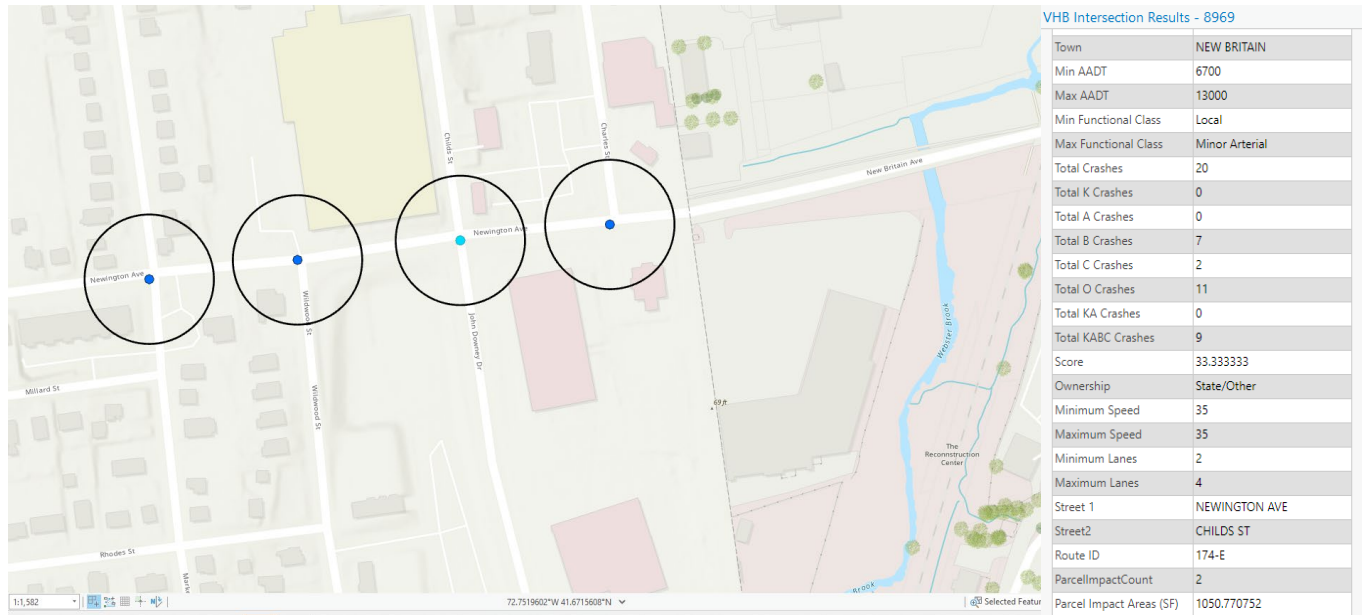 VHB Intersection Results - 8969
Town NEW BRITAIN
Min AADT 6700
Max AADT 13000
Min Functional Class Local
Max Functional Class Minor Arterial
Total Crashes 20
Total K Crashes 0
Total A Crashes 0
Total B Crashes 7
Total C Crashes 2
Total O Crashes 11
Total KA Crashes 0
Total KABC Crashes 9
Score 33.333333
Ownership State/Other
Minimum Speed 35
Maximum Speed 35
Minimum Lanes 2
Maximum Lanes 4
Street 1 NEWINGTON AVE
Street2 CHILDS ST
Route ID 174-E
ParcelImpactCount 2
Parcel Impact Areas (SF) 1050.770752
Childs St
Charles St
New Britain Ave
Newington Ave
Newington Ave
Wildwood St
John Downey Dr
Webster Brook
Millard St
Wildwood St
69 ft
The
Reconnstruction
Center
Rhodes St
Mark
Brook
1:1,582
72.7519602°W 41.6715608°N
Selected Featur